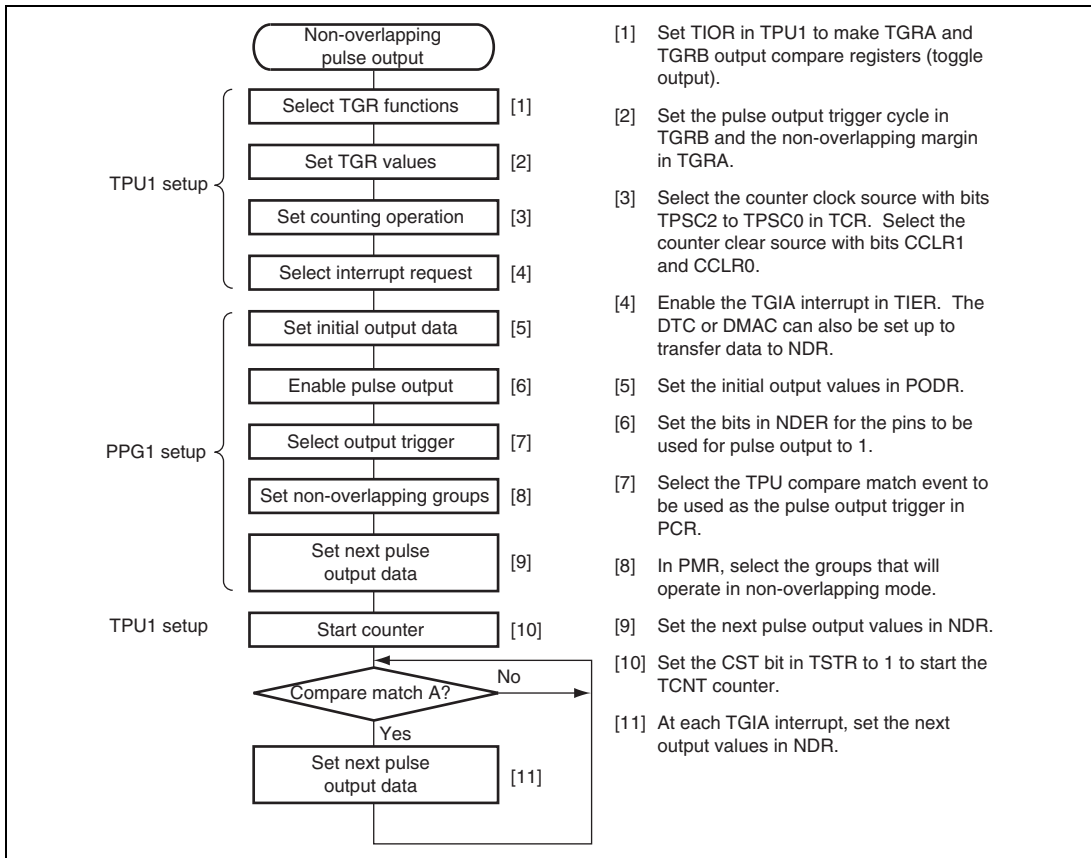 Non-overlapping
pulse output
TPU1 setup
Select TGR functions [1]
Set TGR values [2]
Set counting operation [3]
Select interrupt request [4]
PPG1 setup
Set initial output data [5]
Enable pulse output [6]
Select output trigger [7]
Set non-overlapping groups [8]
Set next pulse
output data [9]
TPU1 setup
Start counter [10]
Compare match A?
No
Yes
Set next pulse
output data [11]
[1] Set TIOR in TPU1 to make TGRA and
TGRB output compare registers (toggle
output).
[2] Set the pulse output trigger cycle in
TGRB and the non-overlapping margin
in TGRA.
[3] Select the counter clock source with bits
TPSC2 to TPSC0 in TCR. Select the
counter clear source with bits CCLR1
and CCLR0.
[4] Enable the TGIA interrupt in TIER. The
DTC or DMAC can also be set up to
transfer data to NDR.
[5] Set the initial output values in PODR.
[6] Set the bits in NDER for the pins to be
used for pulse output to 1.
[7] Select the TPU compare match event to
be used as the pulse output trigger in
PCR.
[8] In PMR, select the groups that will
operate in non-overlapping mode.
[9] Set the next pulse output values in NDR.
[10] Set the CST bit in TSTR to 1 to start the
TCNT counter.
[11] At each TGIA interrupt, set the next
output values in NDR.